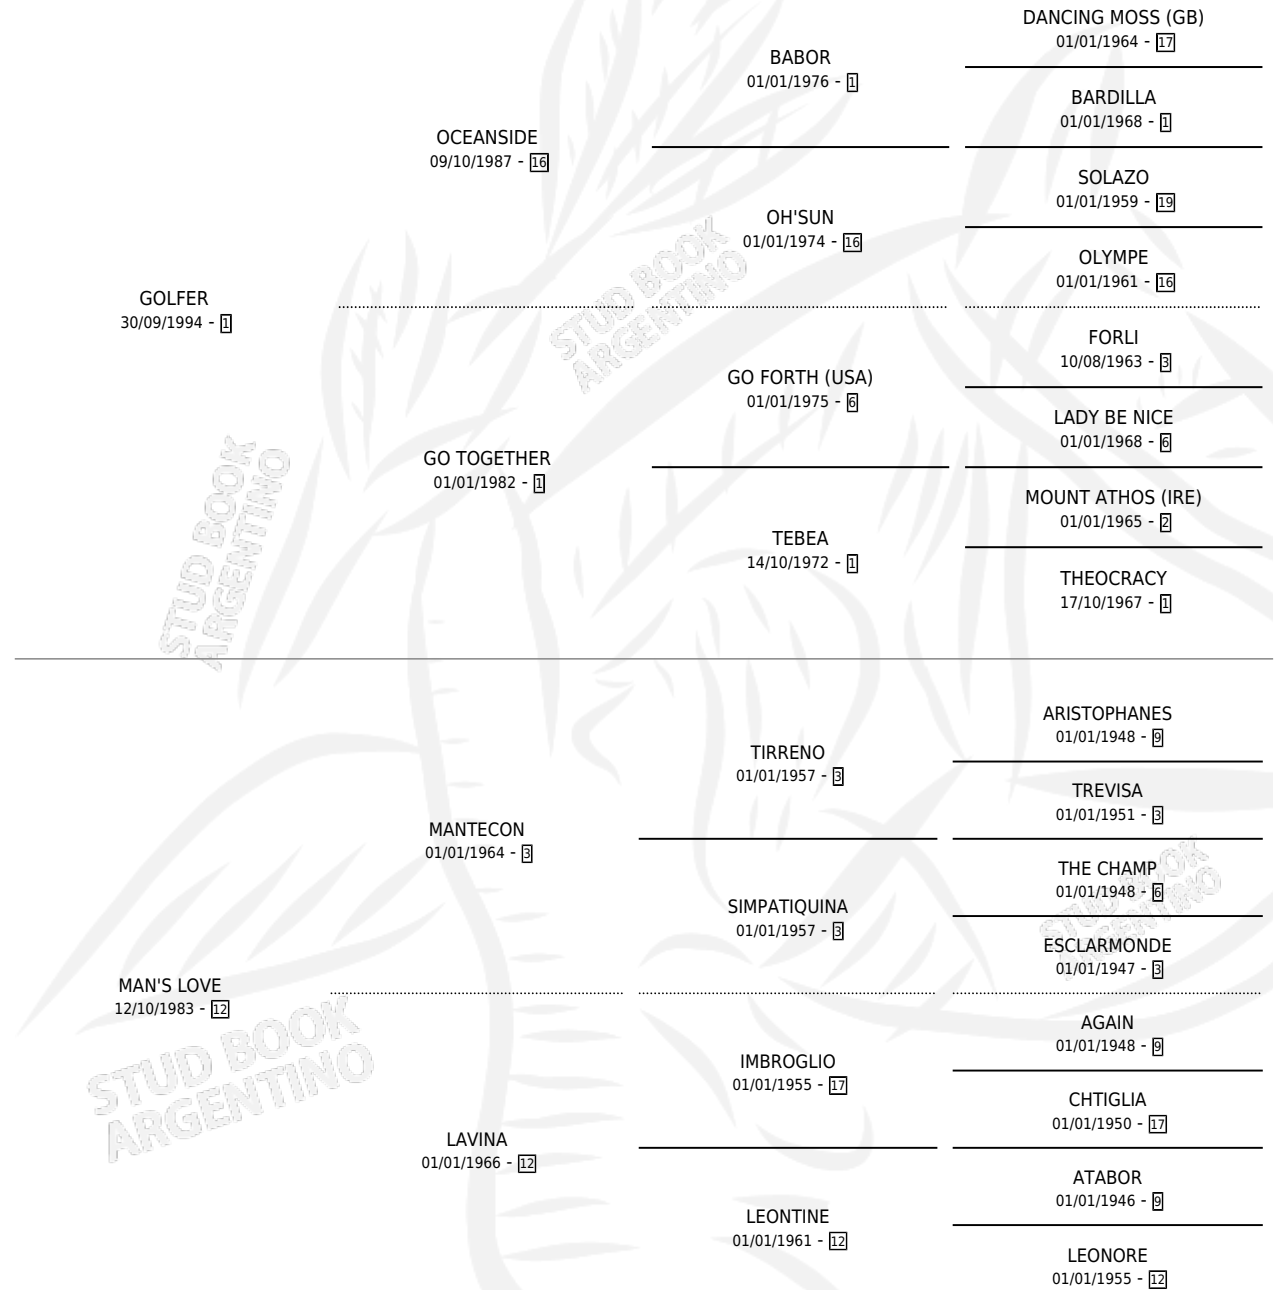 DANCING MOSS (GB)
01/01/1964 - 17
BABOR
01/01/1976 - 1
BARDILLA
01/01/1968 - 1
OCEANSIDE
09/10/1987 - 16
SOLAZO
01/01/1959 - 19
OH'SUN
01/01/1974 - 16
OLYMPE
01/01/1961 - 16
GOLFER
30/09/1994 - 1
FORLI
10/08/1963 - 3
GO FORTH (USA)
01/01/1975 - 6
LADY BE NICE
01/01/1968 - 6
GO TOGETHER
01/01/1982 - 1
MOUNT ATHOS (IRE)
01/01/1965 - 2
TEBEA
14/10/1972 - 1
THEOCRACY
17/10/1967 - 1
STUD BOOK
ARGENTINO
STUD BOOK
ARGENTINO
ARISTOPHANES
01/01/1948 - 9
TIRRENO
01/01/1957 - 3
TREVISA
01/01/1951 - 3
MANTECON
01/01/1964 - 3
THE CHAMP
01/01/1948 - 6
SIMPATIQUINA
01/01/1957 - 3
ESCLARMONDE
01/01/1947 - 3
MAN'S LOVE
12/10/1983 - 12
AGAIN
01/01/1948 - 9
IMBROGLIO
01/01/1955 - 17
CHTIGLIA
01/01/1950 - 17
LAVINA
01/01/1966 - 12
ATABOR
01/01/1946 - 9
LEONTINE
01/01/1961 - 12
LEONORE
01/01/1955 - 12
STUD BOOK
ARGENTINO
STUD BOOK
ARGENTINO